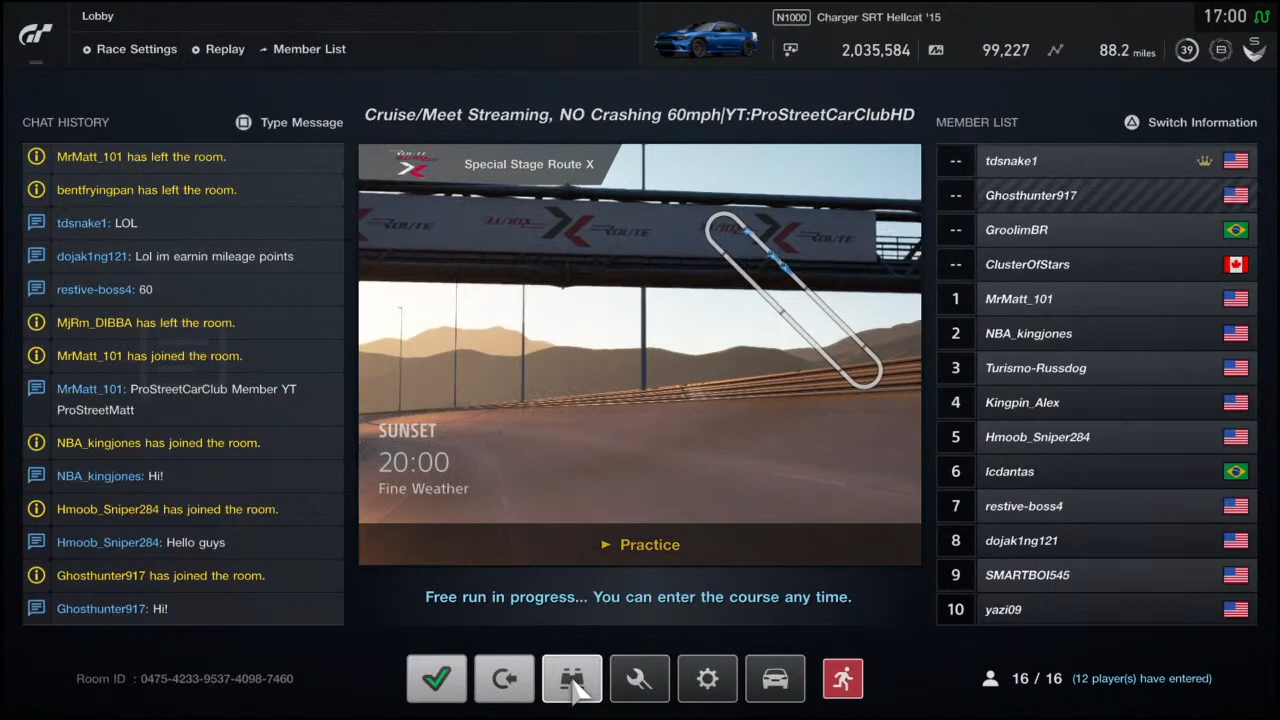 Lobby
N1000 Charger SRT Hellcat '15
17:00
Race Settings Replay Member List
2,035,584 99,227 88.2 miles 39 B S
CHAT HISTORY Type Message
MrMatt_101 has left the room.
bentfryingpan has left the room.
tdsnake1: LOL
dojak1ng121: Lol im earnin mileage points
restive-boss4: 60
MjRm_DIBBA has left the room.
MrMatt_101 has joined the room.
MrMatt_101: ProStreetCarClub Member YT
ProStreetMatt
NBA_kingjones has joined the room.
NBA_kingjones: Hi!
Hmoob_Sniper284 has joined the room.
Hmoob_Sniper284: Hello guys
Ghosthunter917 has joined the room.
Ghosthunter917: Hi!
Cruise/Meet Streaming, NO Crashing 60mph|YT:ProStreetCarClubHD
Special Stage Route X
ROUTE X ROUTE X ROUTE
SUNSET
20:00
Fine Weather
Practice
Free run in progress... You can enter the course any time.
MEMBER LIST Switch Information
-- tdsnake1
-- Ghosthunter917
-- GroolimBR
-- ClusterOfStars
1 MrMatt_101
2 NBA_kingjones
3 Turismo-Russdog
4 Kingpin_Alex
5 Hmoob_Sniper284
6 lcdantas
7 restive-boss4
8 dojak1ng121
9 SMARTBOI545
10 yazi09
Room ID : 0475-4233-9537-4098-7460
16 / 16 (12 player(s) have entered)